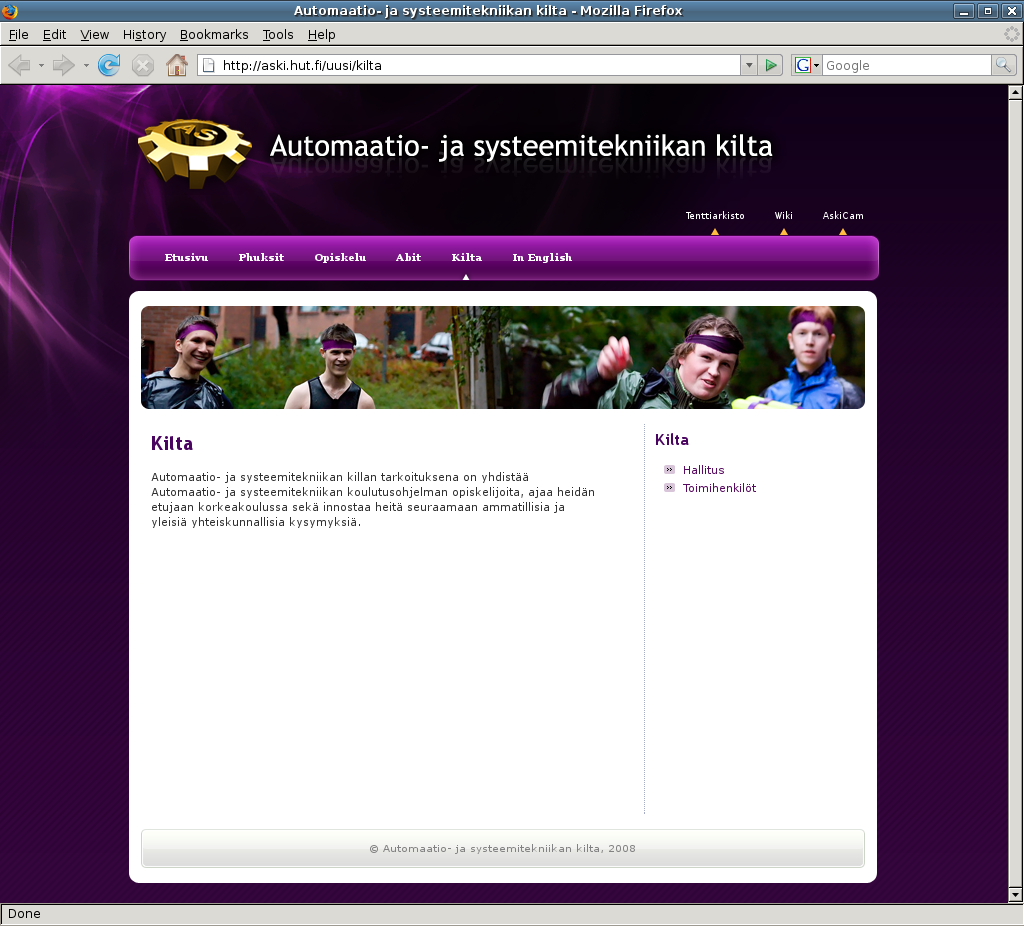 Automaatio- ja systeemitekniikan kilta - Mozilla Firefox
File Edit View History Bookmarks Tools Help
http://aski.hut.fi/uusi/kilta
G Google
AS
Automaatio- ja systeemitekniikan kilta
Tenttiarkisto Wiki AskiCam
Etusivu Phuksit Opiskelu Abit Kilta In English
Kilta
Automaatio- ja systeemitekniikan killan tarkoituksena on yhdistää
Automaatio- ja systeemitekniikan koulutusohjelman opiskelijoita, ajaa heidän
etujaan korkeakoulussa sekä innostaa heitä seuraamaan ammatillisia ja
yleisiä yhteiskunnallisia kysymyksiä.
Kilta
Hallitus
Toimihenkilöt
© Automaatio- ja systeemitekniikan kilta, 2008
Done